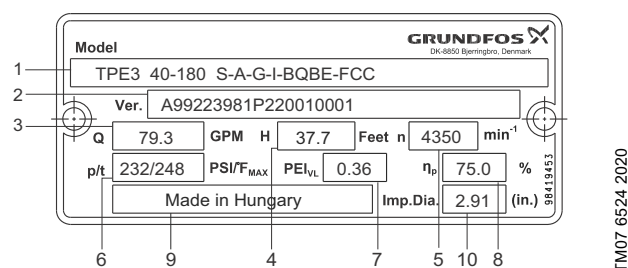 GRUNDFOS
DK-8850 Bjerringbro, Denmark
Model
1 TPE3 40-180 S-A-G-I-BQBE-FCC
2 Ver. A99223981P220010001
3 Q 79.3 GPM H 37.7 Feet n 4350 min-1
p/t 232/248 PSI/°F MAX PEI VL 0.36 ηp 75.0 %
Made in Hungary Imp.Dia. 2.91 (in.)
98419453
6 9 4 7 5 10 8
TM07 6524 2020